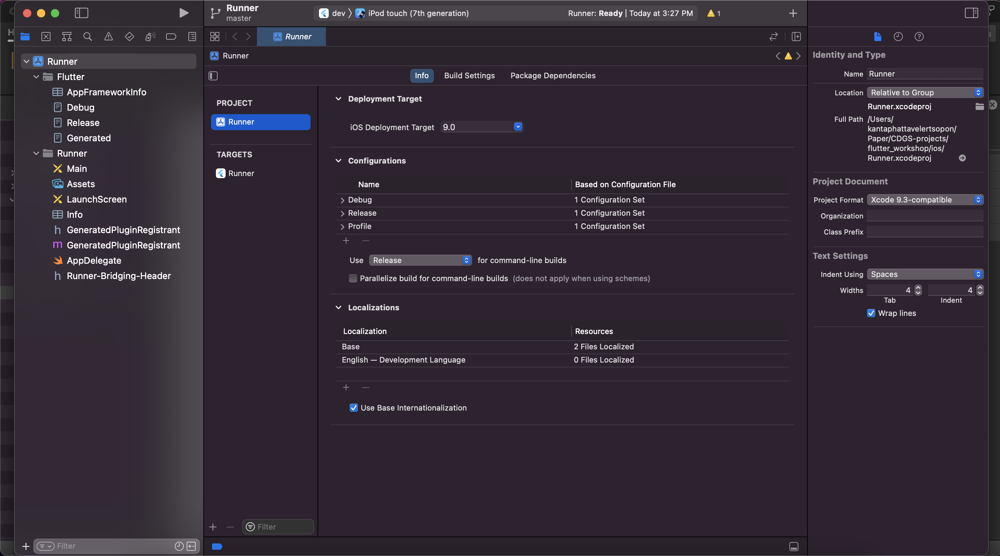 Runner
master
dev
iPod touch (7th generation)
Runner: Ready | Today at 3:27 PM
1
Runner
Runner
Flutter
AppFrameworkInfo
Debug
Release
Generated
Runner
Main
Assets
LaunchScreen
Info
GeneratedPluginRegistrant
GeneratedPluginRegistrant
AppDelegate
Runner-Bridging-Header
Filter
Runner
Info
Build Settings
Package Dependencies
PROJECT
Runner
TARGETS
Runner
Filter
Deployment Target
iOS Deployment Target
9.0
Configurations
Name
Based on Configuration File
Debug
1 Configuration Set
Release
1 Configuration Set
Profile
1 Configuration Set
Use
Release
for command-line builds
Parallelize build for command-line builds (does not apply when using schemes)
Localizations
Localization
Resources
Base
2 Files Localized
English — Development Language
0 Files Localized
Use Base Internationalization
Identity and Type
Name
Runner
Location
Relative to Group
Runner.xcodeproj
Full Path
/Users/
kantaphattavelertsopon/
Paper/CDGS-projects/
flutter_workshop/ios/
Runner.xcodeproj
Project Document
Project Format
Xcode 9.3-compatible
Organization
Class Prefix
Text Settings
Indent Using
Spaces
Widths
4
4
Tab
Indent
Wrap lines